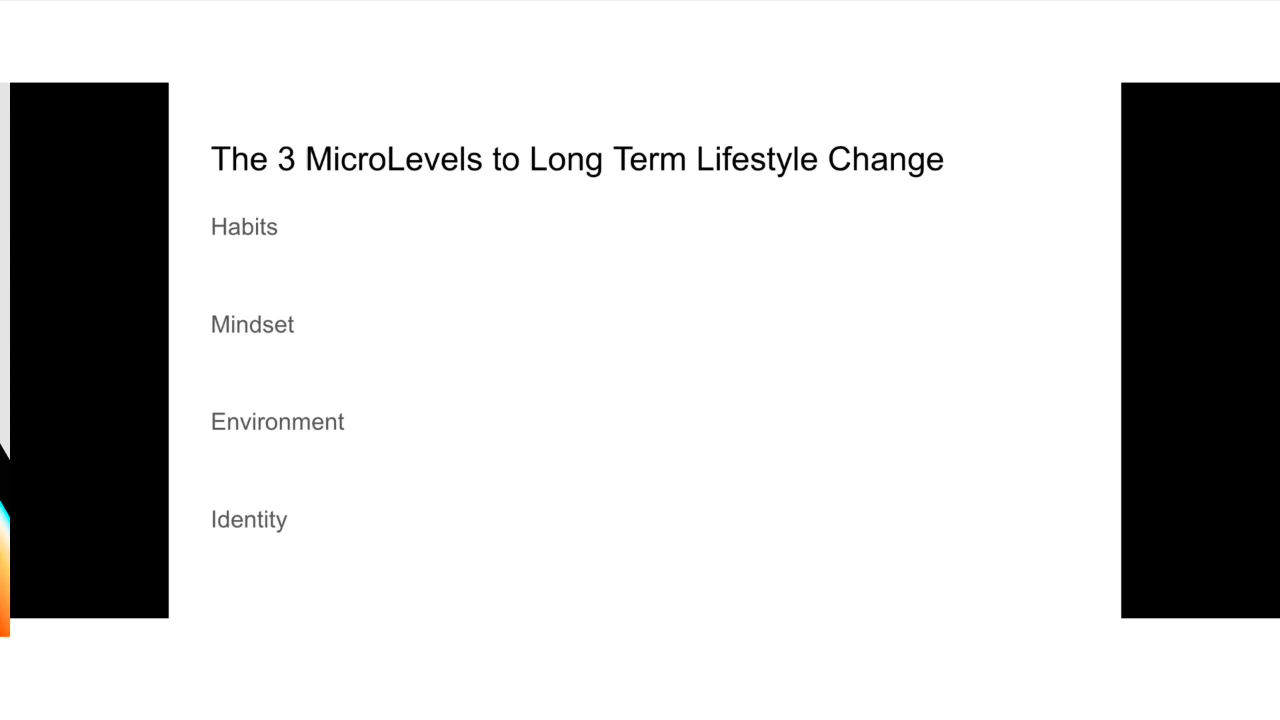 The 3 MicroLevels to Long Term Lifestyle Change
Habits
Mindset
Environment
Identity